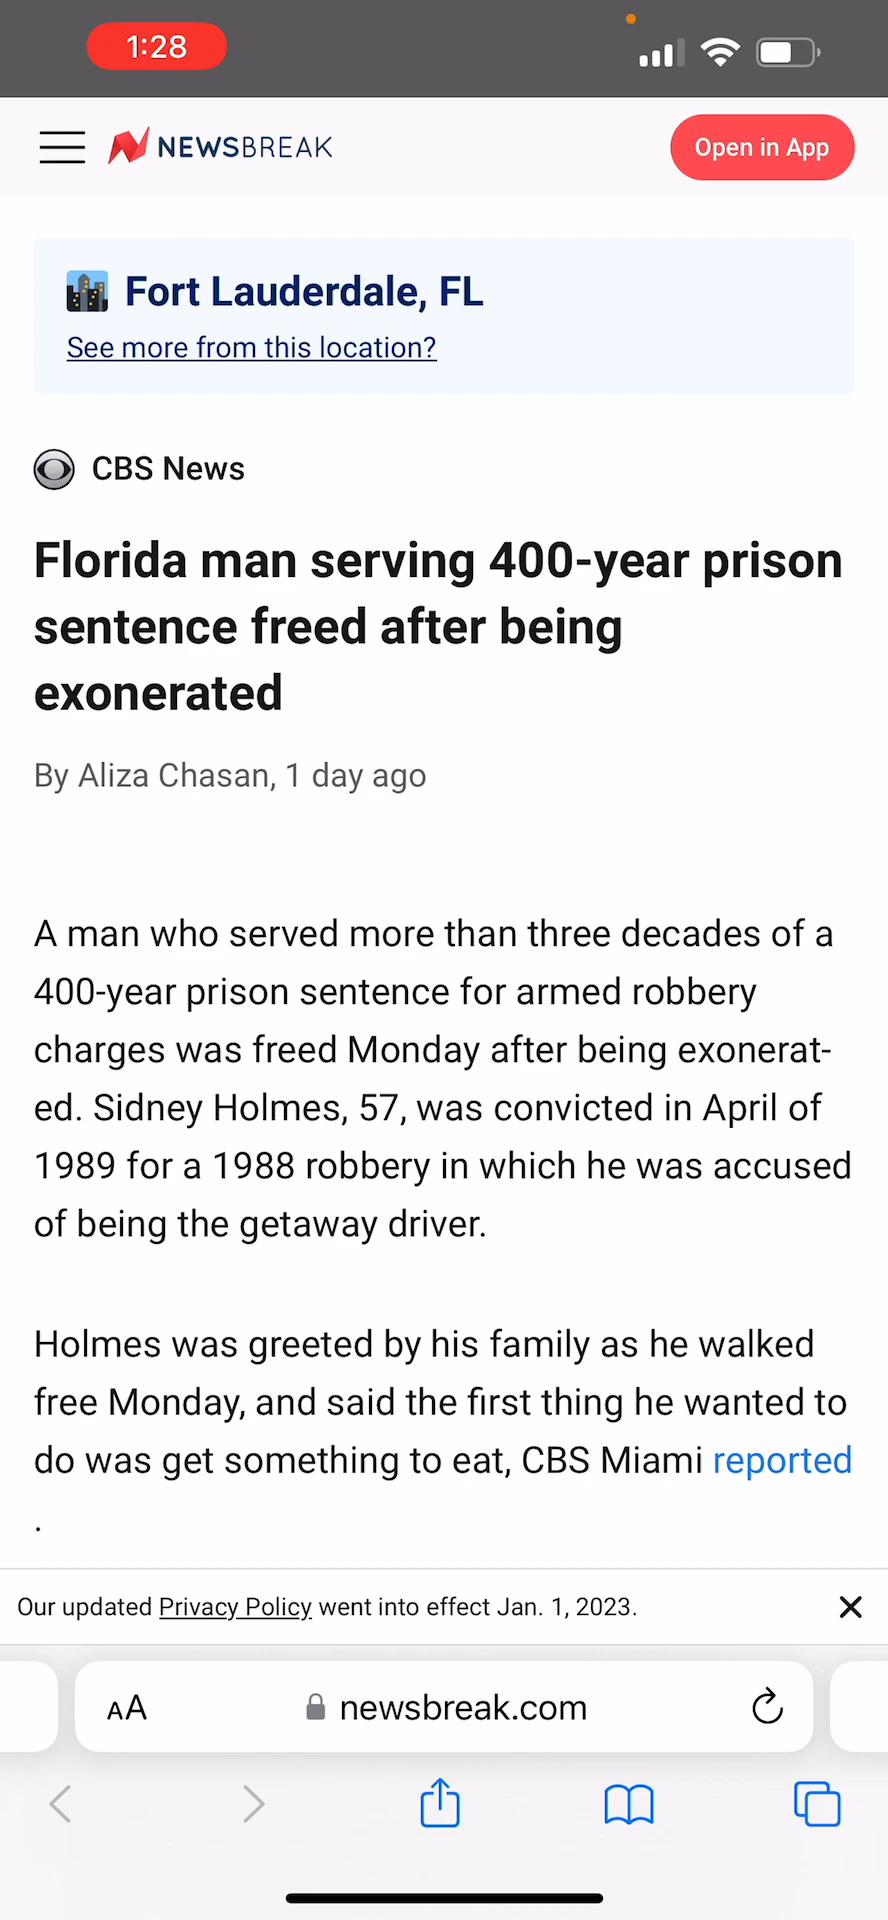 1:28
NEWSBREAK
Open in App
Fort Lauderdale, FL
See more from this location?
CBS News
Florida man serving 400-year prison
sentence freed after being
exonerated
By Aliza Chasan, 1 day ago
A man who served more than three decades of a
400-year prison sentence for armed robbery
charges was freed Monday after being exonerat-
ed. Sidney Holmes, 57, was convicted in April of
1989 for a 1988 robbery in which he was accused
of being the getaway driver.
Holmes was greeted by his family as he walked
free Monday, and said the first thing he wanted to
do was get something to eat, CBS Miami reported
.
Our updated Privacy Policy went into effect Jan. 1, 2023.
AA newsbreak.com